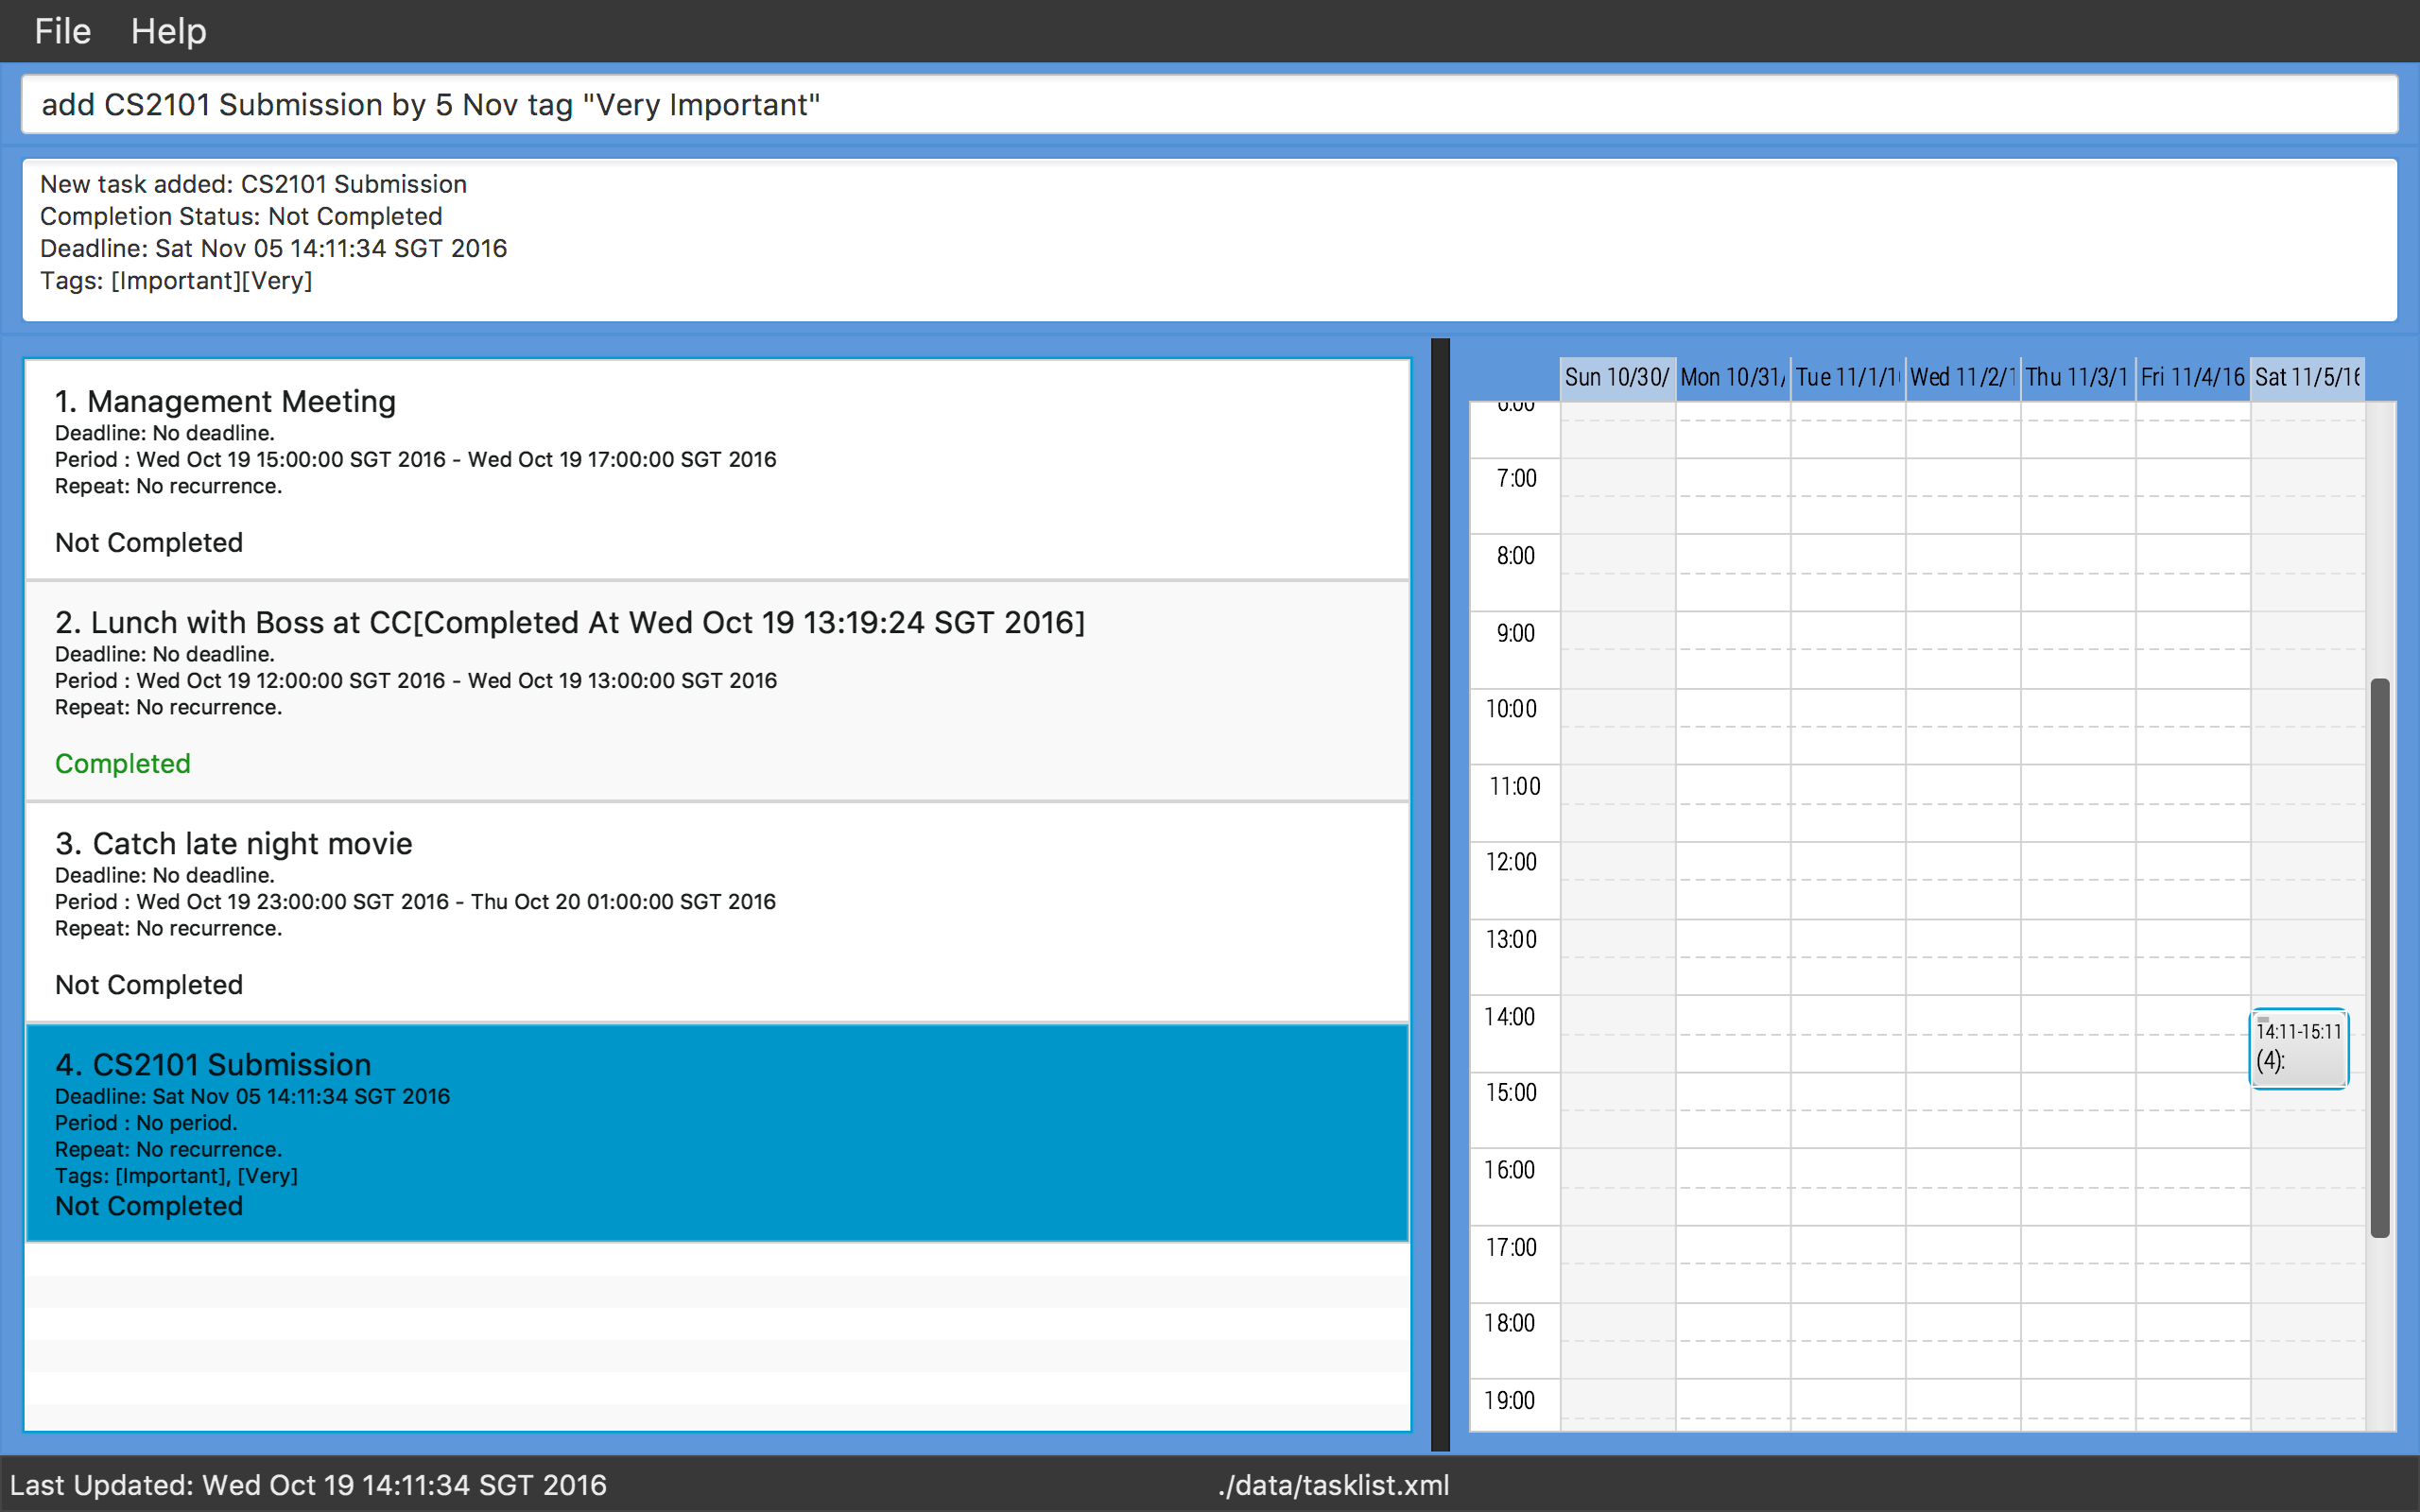 File Help
add CS2101 Submission by 5 Nov tag "Very Important"
New task added: CS2101 Submission
Completion Status: Not Completed
Deadline: Sat Nov 05 14:11:34 SGT 2016
Tags: [Important][Very]
1. Management Meeting
Deadline: No deadline.
Period : Wed Oct 19 15:00:00 SGT 2016 - Wed Oct 19 17:00:00 SGT 2016
Repeat: No recurrence.
Not Completed
2. Lunch with Boss at CC[Completed At Wed Oct 19 13:19:24 SGT 2016]
Deadline: No deadline.
Period : Wed Oct 19 12:00:00 SGT 2016 - Wed Oct 19 13:00:00 SGT 2016
Repeat: No recurrence.
Completed
3. Catch late night movie
Deadline: No deadline.
Period : Wed Oct 19 23:00:00 SGT 2016 - Thu Oct 20 01:00:00 SGT 2016
Repeat: No recurrence.
Not Completed
4. CS2101 Submission
Deadline: Sat Nov 05 14:11:34 SGT 2016
Period : No period.
Repeat: No recurrence.
Tags: [Important], [Very]
Not Completed
Sun 10/30/ Mon 10/31/ Tue 11/1/1 Wed 11/2/1 Thu 11/3/1 Fri 11/4/16 Sat 11/5/16
7:00
8:00
9:00
10:00
11:00
12:00
13:00
14:00
14:11-15:11
(4):
15:00
16:00
17:00
18:00
19:00
Last Updated: Wed Oct 19 14:11:34 SGT 2016 ./data/tasklist.xml